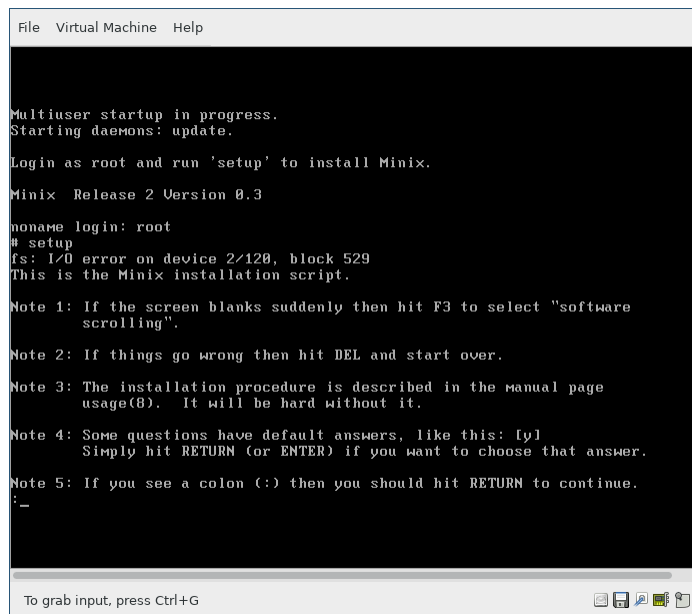 File Virtual Machine Help
Multiuser startup in progress.
Starting daemons: update.
Login as root and run 'setup' to install Minix.
Minix  Release 2 Version 0.3
noname login: root
# setup
fs: I/O error on device 2/120, block 529
This is the Minix installation script.
Note 1: If the screen blanks suddenly then hit F3 to select "software
scrolling".
Note 2: If things go wrong then hit DEL and start over.
Note 3: The installation procedure is described in the manual page
usage(8).  It will be hard without it.
Note 4: Some questions have default answers, like this: [y]
Simply hit RETURN (or ENTER) if you want to choose that answer.
Note 5: If you see a colon (:) then you should hit RETURN to continue.
:_
To grab input, press Ctrl+G